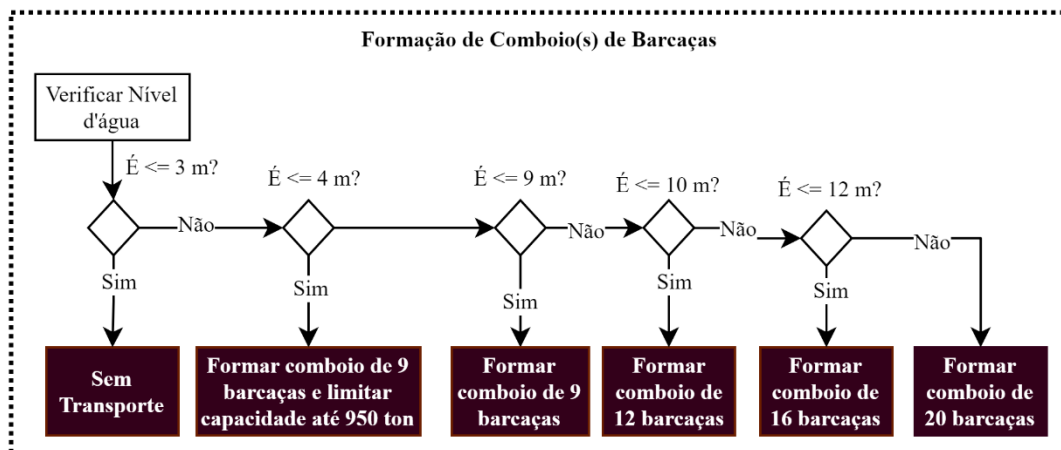 Formação de Comboio(s) de Barcaças
Verificar Nível
d'água
É <= 3 m?
É <= 4 m?
É <= 9 m?
É <= 10 m?
É <= 12 m?
Não
Não
Não
Não
Sim
Sim
Sim
Sim
Sim
Sem
Transporte
Formar comboio de 9
barcaças e limitar
capacidade até 950 ton
Formar
comboio de 9
barcaças
Formar
comboio de
12 barcaças
Formar
comboio de
16 barcaças
Formar
comboio de
20 barcaças